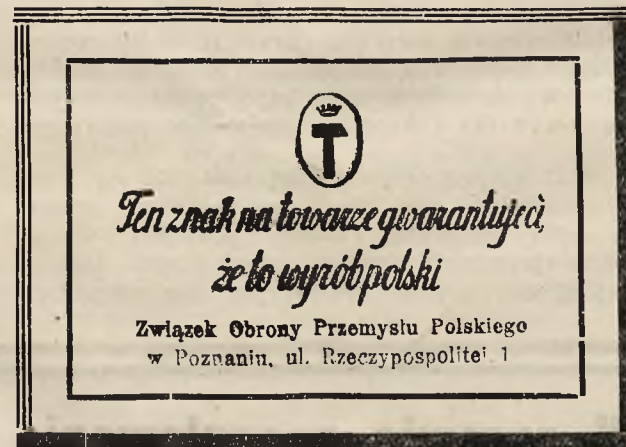 Ten znak na towarze gwarantuje ci,
że to wyrób polski
Związek Obrony Przemysłu Polskiego
w Poznaniu, ul. Rzeczypospolitej 1